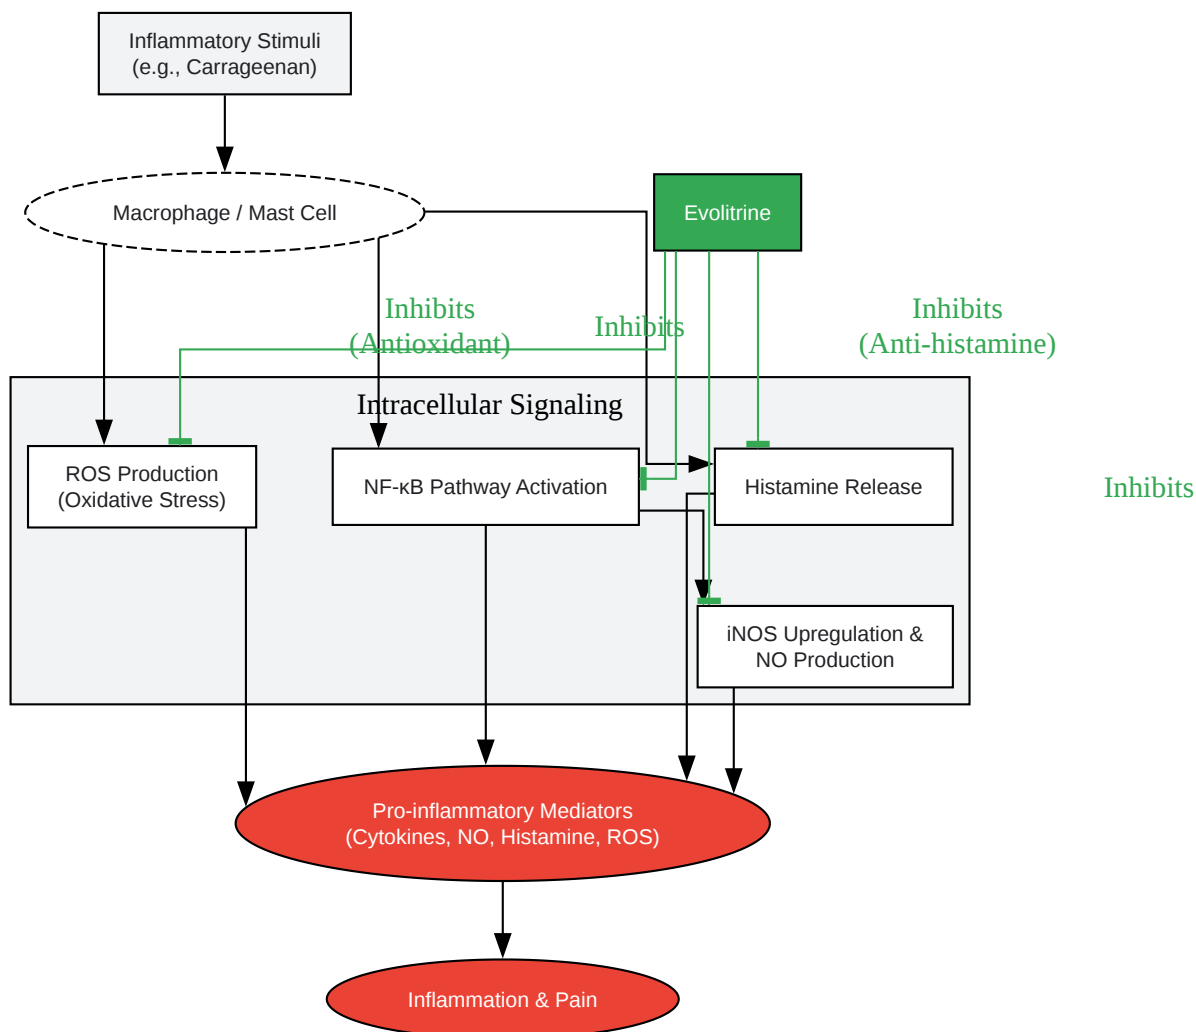 Inflammatory Stimuli
(e.g., Carrageenan)
Macrophage / Mast Cell
Evolitrine
Inhibits
(Antioxidant)
Inhibits
Inhibits
(Anti-histamine)
Intracellular Signaling
ROS Production
(Oxidative Stress)
NF-κB Pathway Activation
Histamine Release
Inhibits
iNOS Upregulation &
NO Production
Pro-inflammatory Mediators
(Cytokines, NO, Histamine, ROS)
Inflammation & Pain